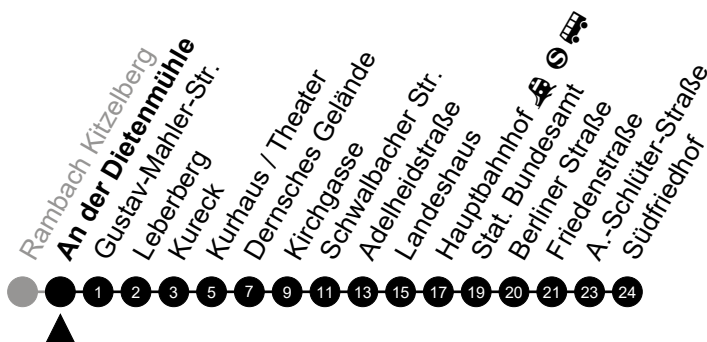 Rambach Kitzelberg
An der Dietenmühle
Gustav-Mahler-Str.
Leberberg
Kureck
Kurhaus / Theater
Dernsches Gelände
Kirchgasse
Schwalbacher Str.
Adelheidstraße
Landeshaus
Hauptbahnhof S
Stat. Bundesamt
Berliner Straße
Friedenstraße
A.-Schlüter-Straße
Südfriedhof
1 2 3 5 7 9 11 13 15 17 19 20 21 23 24